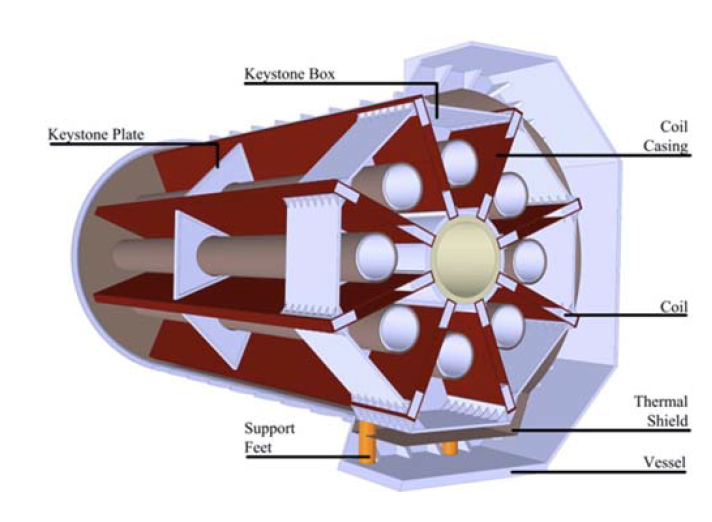 Keystone Box
Keystone Plate
Coil
Casing
Coil
Thermal
Shield
Support
Feet
Vessel